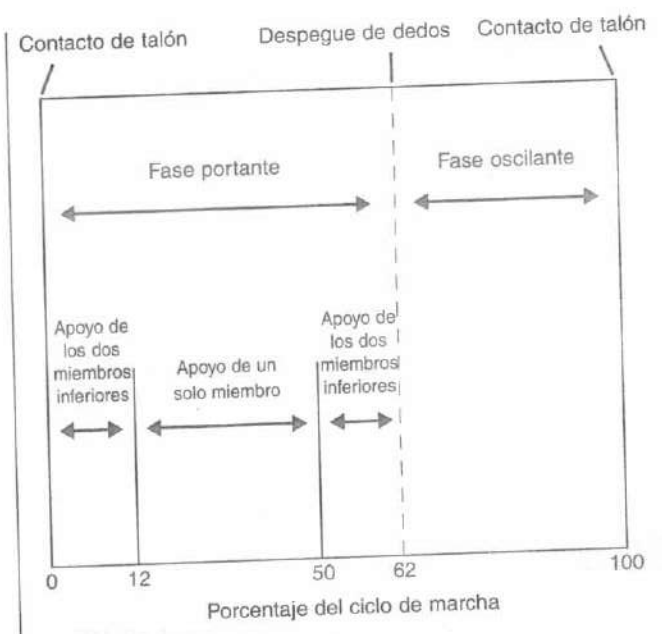 Contacto de talón
Despegue de dedos
Contacto de talón
Fase portante
Fase oscilante
Apoyo de
los dos
miembros
inferiores
Apoyo de un
solo miembro
Apoyo de
los dos
miembros
inferiores
0
12
50
62
100
Porcentaje del ciclo de marcha